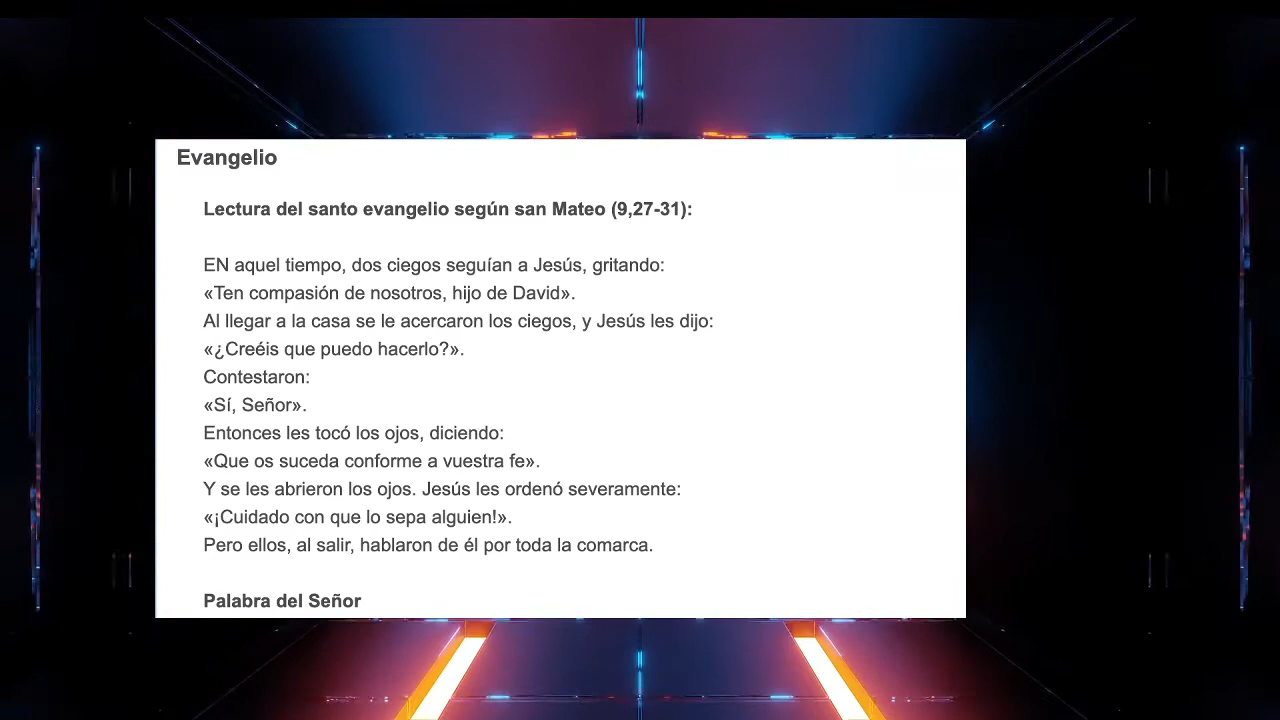 Evangelio
Lectura del santo evangelio según san Mateo (9,27-31):
EN aquel tiempo, dos ciegos seguían a Jesús, gritando:
«Ten compasión de nosotros, hijo de David».
Al llegar a la casa se le acercaron los ciegos, y Jesús les dijo:
«¿Creéis que puedo hacerlo?».
Contestaron:
«Sí, Señor».
Entonces les tocó los ojos, diciendo:
«Que os suceda conforme a vuestra fe».
Y se les abrieron los ojos. Jesús les ordenó severamente:
«¡Cuidado con que lo sepa alguien!».
Pero ellos, al salir, hablaron de él por toda la comarca.
Palabra del Señor